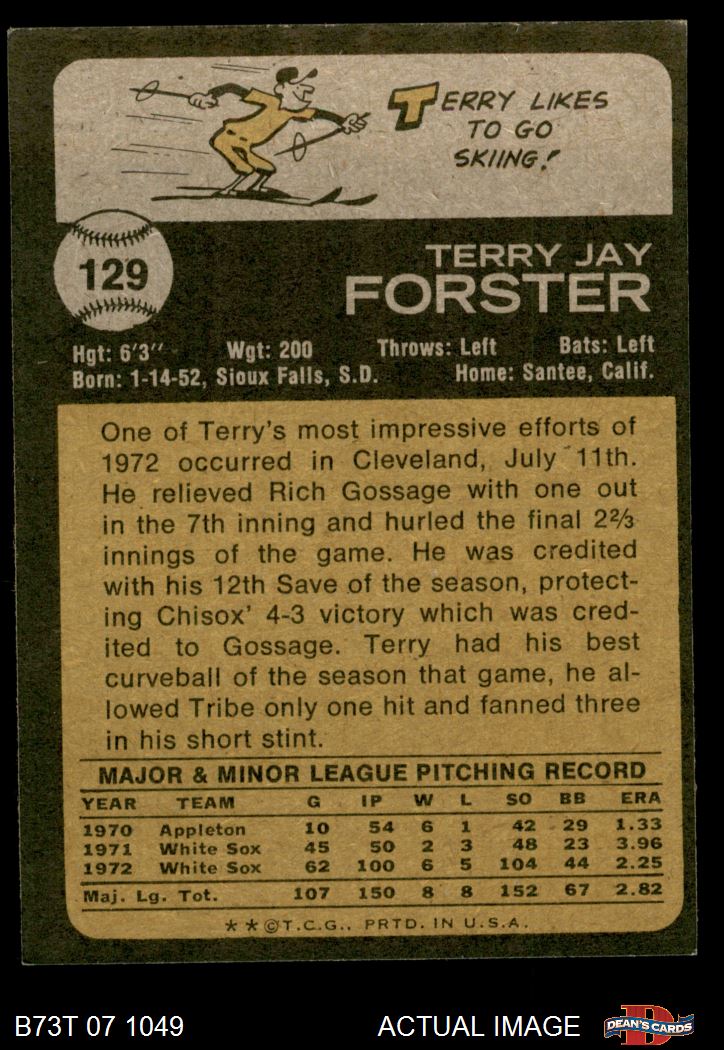 TERRY LIKES
TO GO
SKIING!
129
TERRY JAY
FORSTER
Hgt: 6'3" Wgt: 200 Throws: Left Bats: Left
Born: 1-14-52, Sioux Falls, S.D. Home: Santee, Calif.
One of Terry's most impressive efforts of
1972 occurred in Cleveland, July 11th.
He relieved Rich Gossage with one out
in the 7th inning and hurled the final 2⅔
innings of the game. He was credited
with his 12th Save of the season, protect-
ing Chisox' 4-3 victory which was cred-
ited to Gossage. Terry had his best
curveball of the season that game, he al-
lowed Tribe only one hit and fanned three
in his short stint.
MAJOR & MINOR LEAGUE PITCHING RECORD
YEAR TEAM G IP W L SO BB ERA
1970 Appleton 10 54 6 1 42 29 1.33
1971 White Sox 45 50 2 3 48 23 3.96
1972 White Sox 62 100 6 5 104 44 2.25
Maj. Lg. Tot. 107 150 8 8 152 67 2.82
* * ©T.C.G., PRTD. IN U.S.A.
B73T 07 1049 ACTUAL IMAGE DEAN'S CARDS